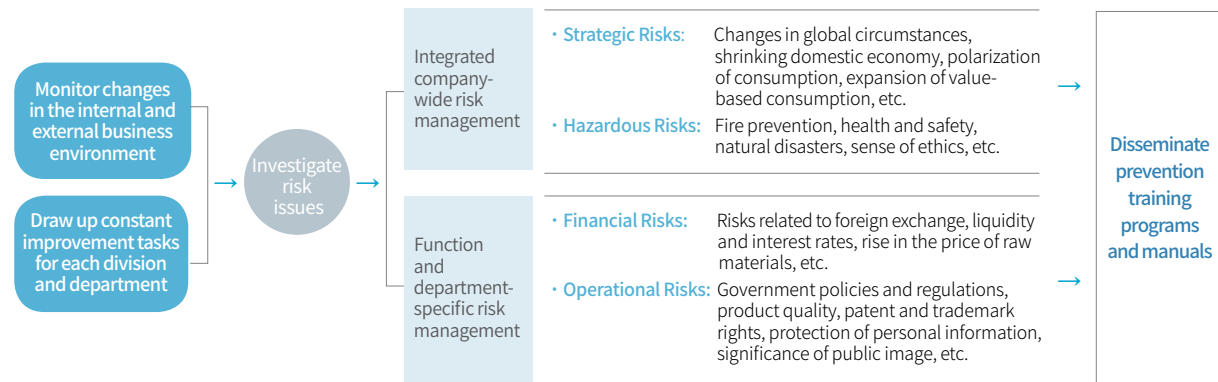 Monitor changes
in the internal and
external business
environment
Draw up constant
improvement tasks
for each division
and department
Investigate
risk
issues
Integrated
company-
wide risk
management
・Strategic Risks:
Changes in global circumstances,
shrinking domestic economy, polarization
of consumption, expansion of value-
based consumption, etc.
・Hazardous Risks:
Fire prevention, health and safety,
natural disasters, sense of ethics, etc.
Function
and
department-
specific risk
management
・Financial Risks:
Risks related to foreign exchange, liquidity
and interest rates, rise in the price of raw
materials, etc.
・Operational Risks:
Government policies and regulations,
product quality, patent and trademark
rights, protection of personal information,
significance of public image, etc.
Disseminate
prevention
training
programs
and manuals